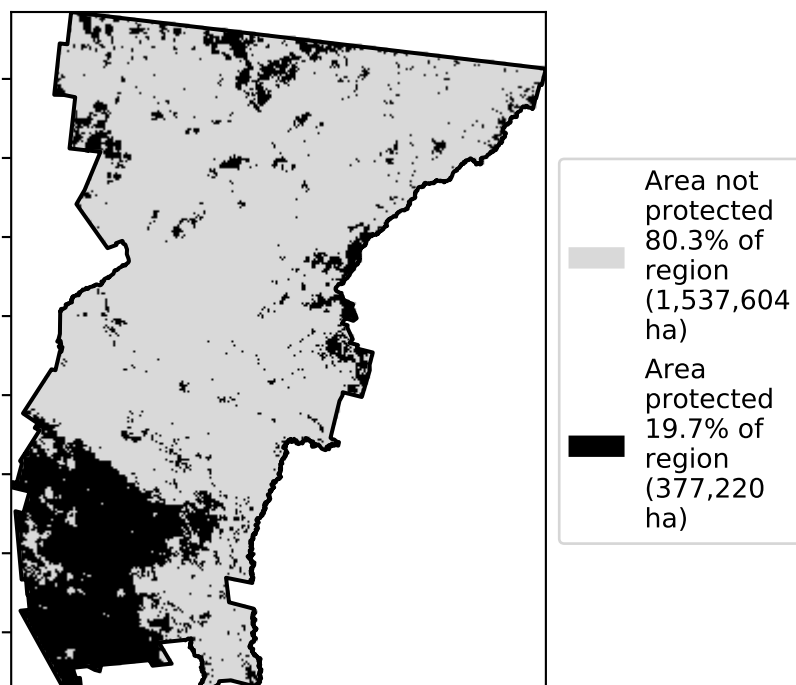 Area not
protected
80.3% of
region
(1,537,604
ha)
Area
protected
19.7% of
region
(377,220
ha)